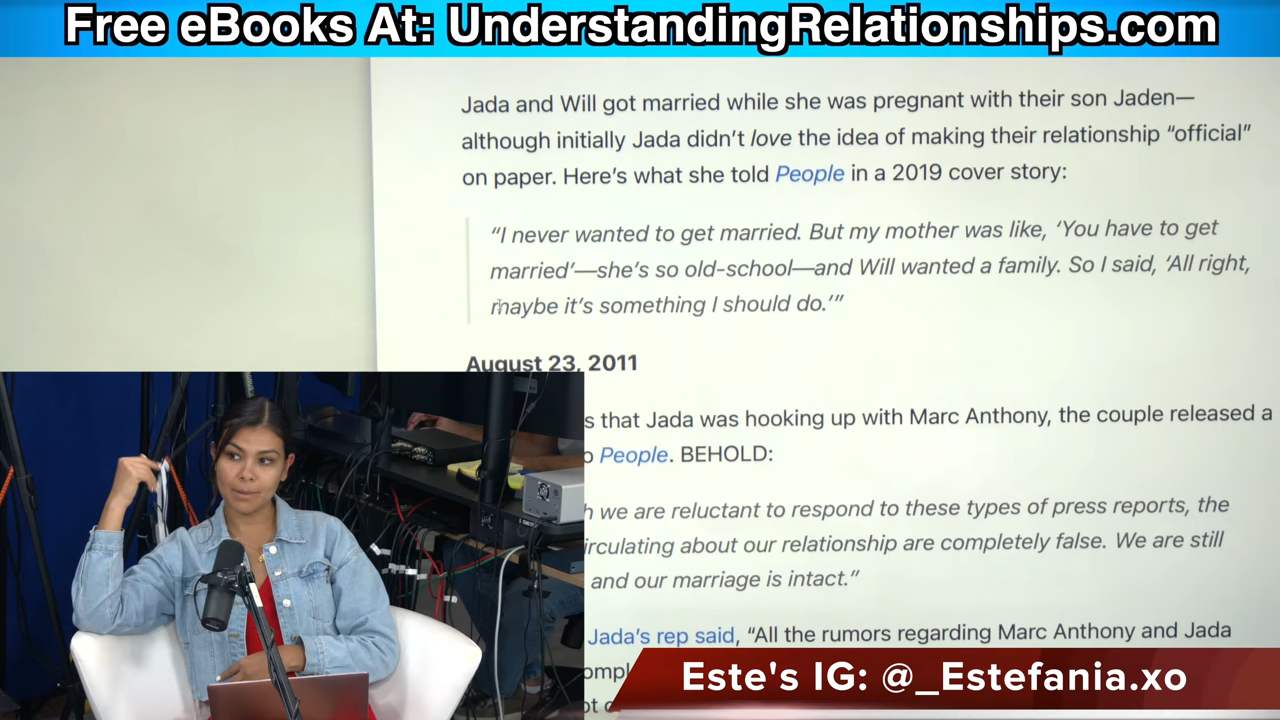 Free eBooks At: UnderstandingRelationships.com
Jada and Will got married while she was pregnant with their son Jaden—
although initially Jada didn’t love the idea of making their relationship “official”
on paper. Here’s what she told People in a 2019 cover story:
“I never wanted to get married. But my mother was like, ‘You have to get
married’—she’s so old-school—and Will wanted a family. So I said, ‘All right,
maybe it’s something I should do.’”
August 23, 2011
s that Jada was hooking up with Marc Anthony, the couple released a
o People. BEHOLD:
h we are reluctant to respond to these types of press reports, the
irculating about our relationship are completely false. We are still
and our marriage is intact.”
Jada’s rep said, “All the rumors regarding Marc Anthony and Jada
Este's IG: @_Estefania.xo